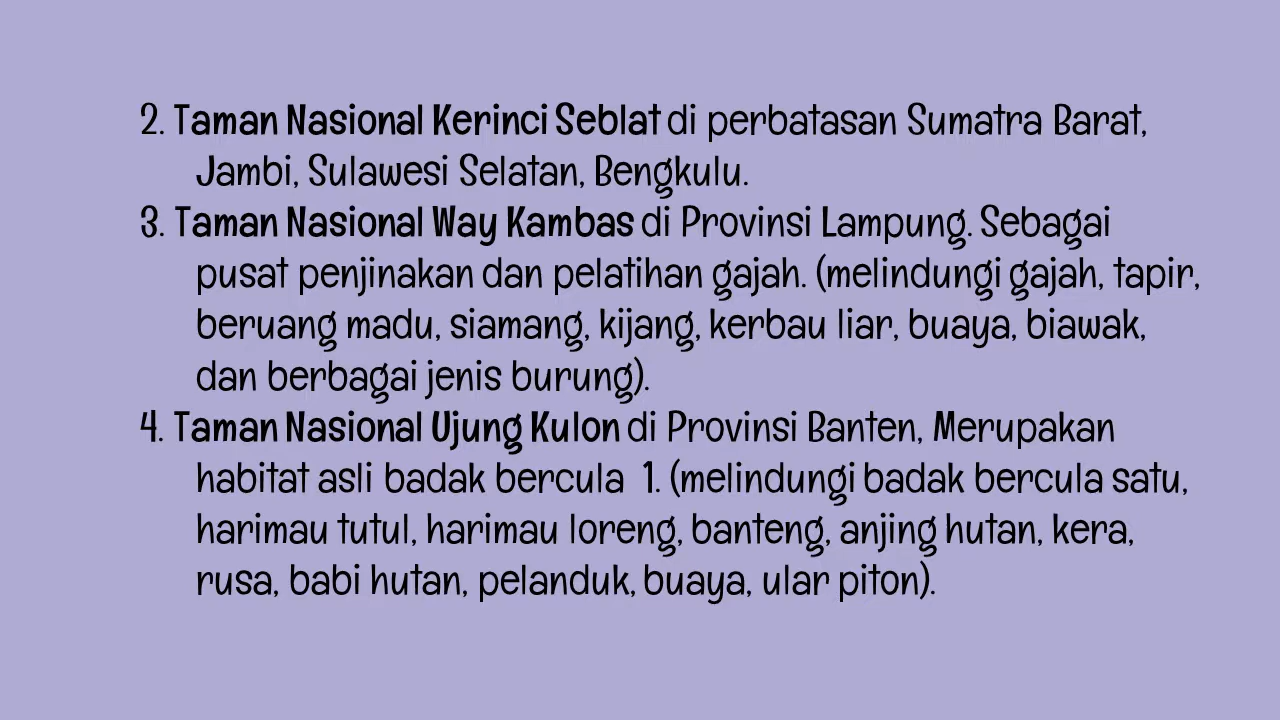 2. Taman Nasional Kerinci Seblat di perbatasan Sumatra Barat,
Jambi, Sulawesi Selatan, Bengkulu.
3. Taman Nasional Way Kambas di Provinsi Lampung. Sebagai
pusat penjinakan dan pelatihan gajah. (melindungi gajah, tapir,
beruang madu, siamang, kijang, kerbau liar, buaya, biawak,
dan berbagai jenis burung).
4. Taman Nasional Ujung Kulon di Provinsi Banten, Merupakan
habitat asli badak bercula 1. (melindungi badak bercula satu,
harimau tutul, harimau loreng, banteng, anjing hutan, kera,
rusa, babi hutan, pelanduk, buaya, ular piton).